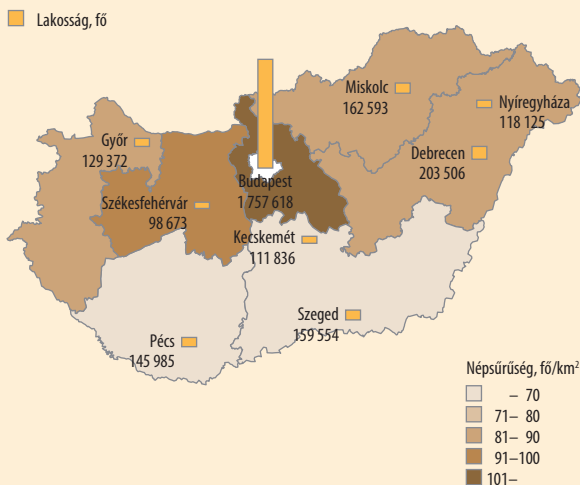 Lakosság, fő
Miskolc
162 593
Nyíregyháza
118 125
Győr
129 372
Debrecen
203 506
Székesfehérvár
98 673
Budapest
1 757 618
Kecskemét
111 836
Szeged
159 554
Pécs
145 985
Népsűrűség, fő/km²
– 70
71– 80
81– 90
91–100
101–